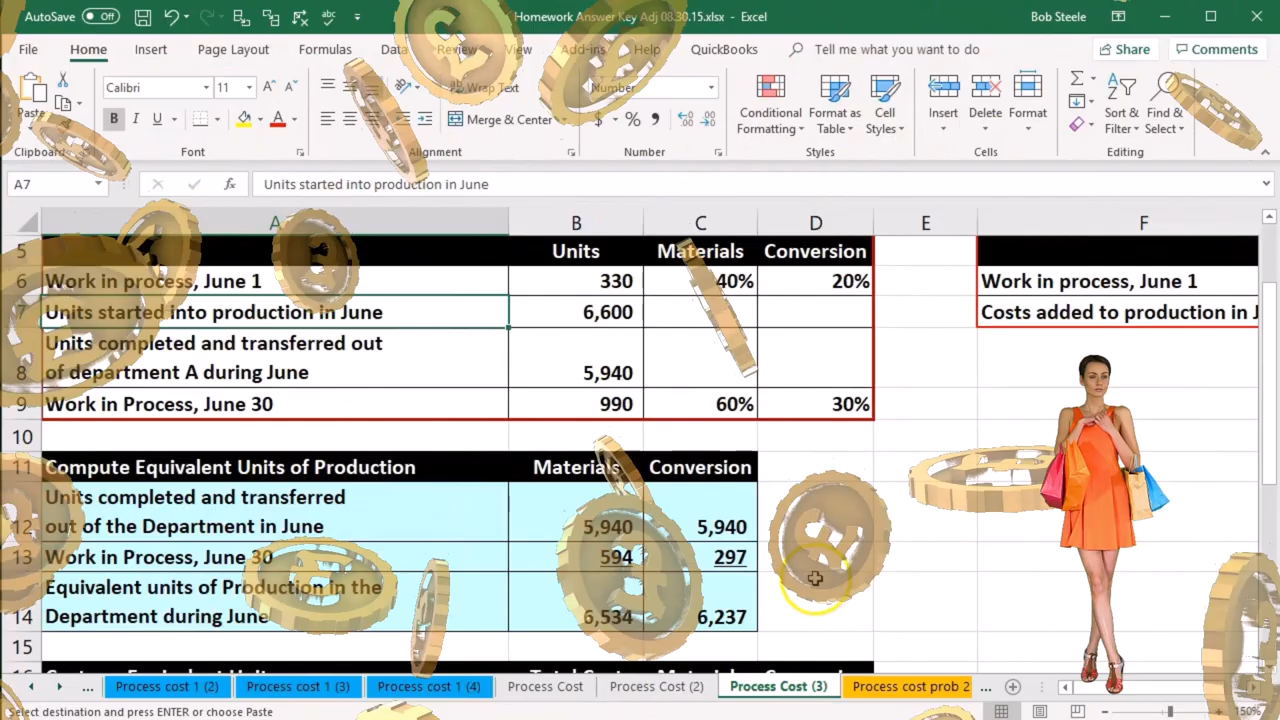 AutoSave Off Homework Answer Key Adj 08.30.15.xlsx - Excel Bob Steele
File Home Insert Page Layout Formulas Data Review View Add-ins Help QuickBooks Tell me what you want to do Share Comments
Calibri 11 Wrap Text Number
Paste B I U Merge & Center $ % Conditional Formatting Format as Table Cell Styles Insert Delete Format Sort & Filter Find & Select
Clipboard Font Alignment Number Styles Cells Editing
A7 fx Units started into production in June
A B C D E F
5 Units Materials Conversion
6 Work in process, June 1 330 40% 20% Work in process, June 1
7 Units started into production in June 6,600 Costs added to production in J
Units completed and transferred out
8 of department A during June 5,940
9 Work in Process, June 30 990 60% 30%
10
11 Compute Equivalent Units of Production Materials Conversion
Units completed and transferred
12 out of the Department in June 5,940 5,940
13 Work in Process, June 30 594 297
Equivalent units of Production in the
14 Department during June 6,534 6,237
15
... Process cost 1 (2) Process cost 1 (3) Process cost 1 (4) Process Cost Process Cost (2) Process Cost (3) Process cost prob 2 ...
Select destination and press ENTER or choose Paste 150%